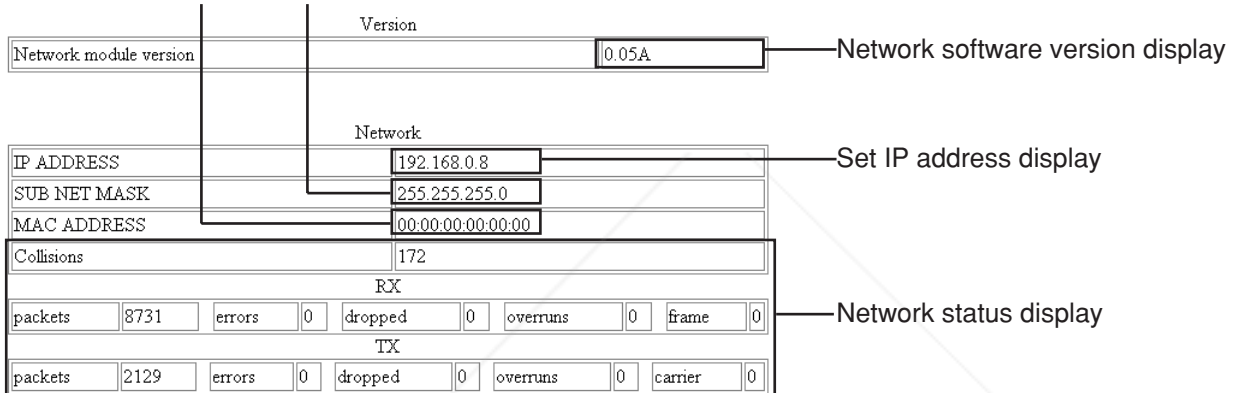 Version
Network module version 0.05A Network software version display
Network
IP ADDRESS 192.168.0.8 Set IP address display
SUB NET MASK 255.255.255.0
MAC ADDRESS 00:00:00:00:00:00
Collisions 172
RX
packets 8731 errors 0 dropped 0 overruns 0 frame 0 Network status display
TX
packets 2129 errors 0 dropped 0 overruns 0 carrier 0